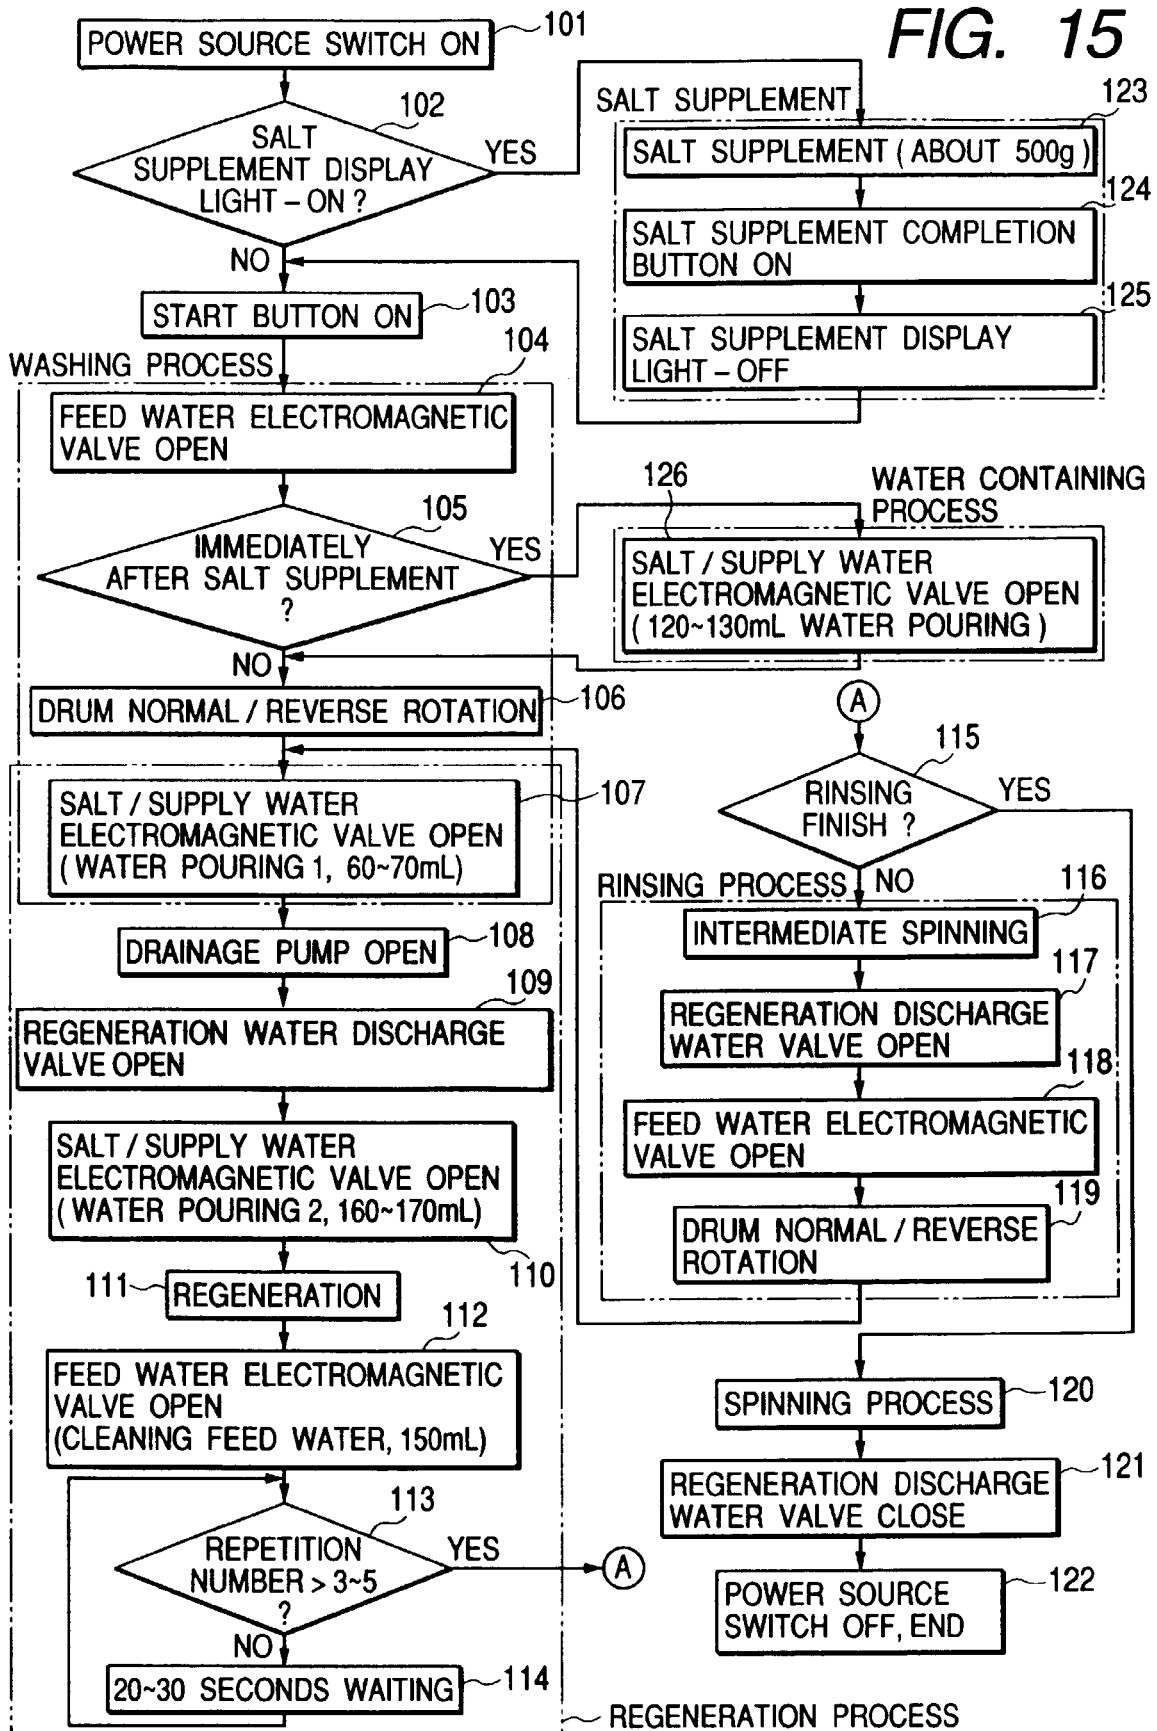 FIG. 15
POWER SOURCE SWITCH ON
101
SALT
SUPPLEMENT DISPLAY
LIGHT – ON ?
102
YES
NO
START BUTTON ON
103
WASHING PROCESS
104
FEED WATER ELECTROMAGNETIC
VALVE OPEN
IMMEDIATELY
AFTER SALT SUPPLEMENT
?
105
YES
NO
DRUM NORMAL / REVERSE ROTATION
106
SALT / SUPPLY WATER
ELECTROMAGNETIC VALVE OPEN
( WATER POURING 1, 60~70mL)
107
DRAINAGE PUMP OPEN
108
109
REGENERATION WATER DISCHARGE
VALVE OPEN
SALT / SUPPLY WATER
ELECTROMAGNETIC VALVE OPEN
( WATER POURING 2, 160~170mL)
110
111
REGENERATION
112
FEED WATER ELECTROMAGNETIC
VALVE OPEN
(CLEANING FEED WATER, 150mL)
REPETITION
NUMBER > 3~5
?
113
YES
A
NO
20~30 SECONDS WAITING
114
REGENERATION PROCESS
SALT SUPPLEMENT
123
SALT SUPPLEMENT ( ABOUT 500g )
124
SALT SUPPLEMENT COMPLETION
BUTTON ON
125
SALT SUPPLEMENT DISPLAY
LIGHT – OFF
126
WATER CONTAINING
PROCESS
SALT / SUPPLY WATER
ELECTROMAGNETIC VALVE OPEN
( 120~130mL WATER POURING )
A
115
RINSING
FINISH ?
YES
NO
RINSING PROCESS
116
INTERMEDIATE SPINNING
117
REGENERATION DISCHARGE
WATER VALVE OPEN
118
FEED WATER ELECTROMAGNETIC
VALVE OPEN
119
DRUM NORMAL / REVERSE
ROTATION
SPINNING PROCESS
120
REGENERATION DISCHARGE
WATER VALVE CLOSE
121
POWER SOURCE
SWITCH OFF, END
122